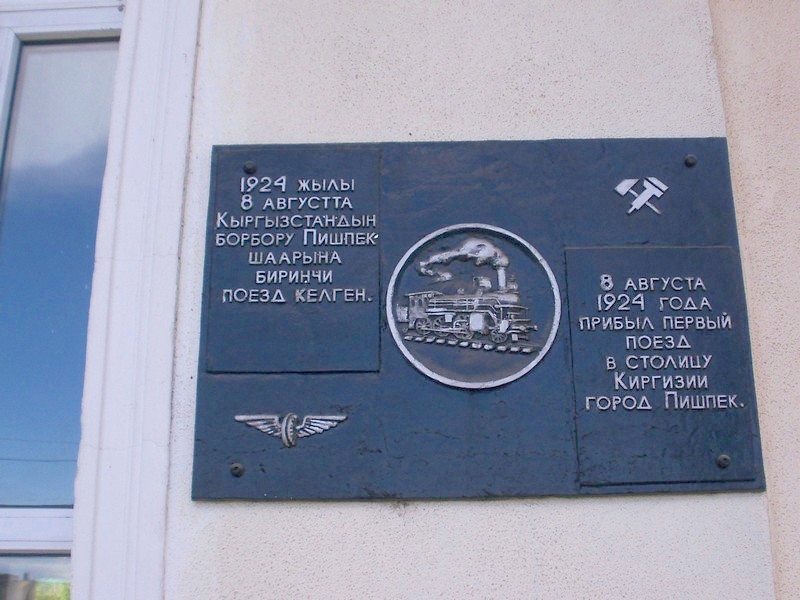 1924 жылы
8 августта
Кыргызстандын
борбору Пишпек
шаарына
биринчи
поезд келген.
8 августа
1924 года
прибыл первый
поезд
в столицу
Киргизии
город Пишпек.